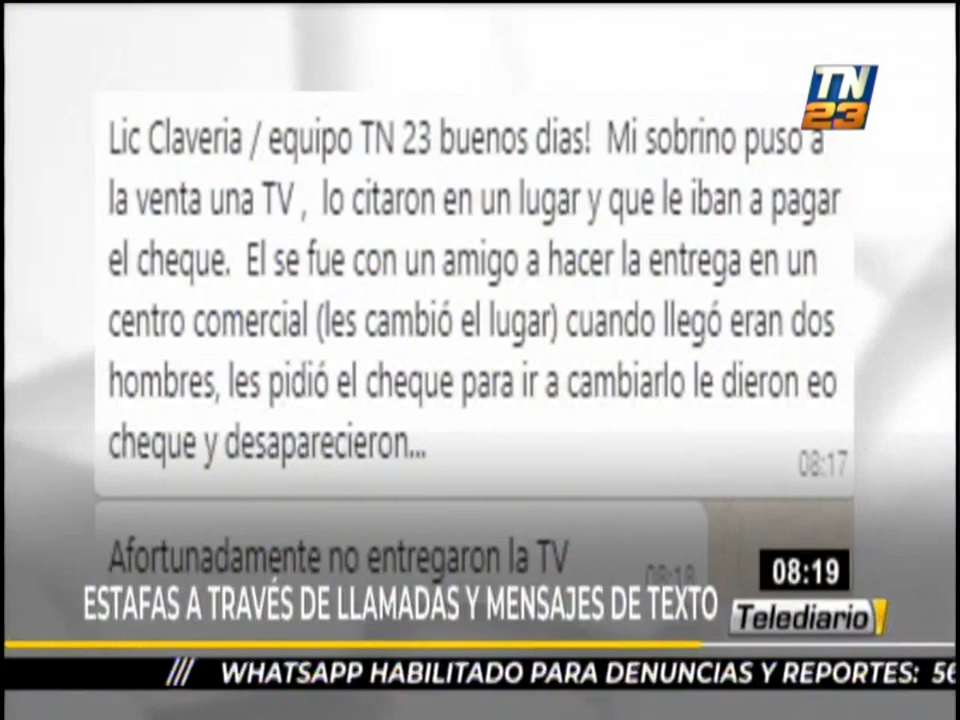 TN
23
Lic Claveria / equipo TN 23 buenos dias! Mi sobrino puso a
la venta una TV , lo citaron en un lugar y que le iban a pagar
el cheque. El se fue con un amigo a hacer la entrega en un
centro comercial (les cambió el lugar) cuando llegó eran dos
hombres, les pidió el cheque para ir a cambiarlo le dieron eo
cheque y desaparecieron...
08:17
Afortunadamente no entregaron la TV
08:18
08:19
ESTAFAS A TRAVÉS DE LLAMADAS Y MENSAJES DE TEXTO
Telediario
/// WHATSAPP HABILITADO PARA DENUNCIAS Y REPORTES: 56